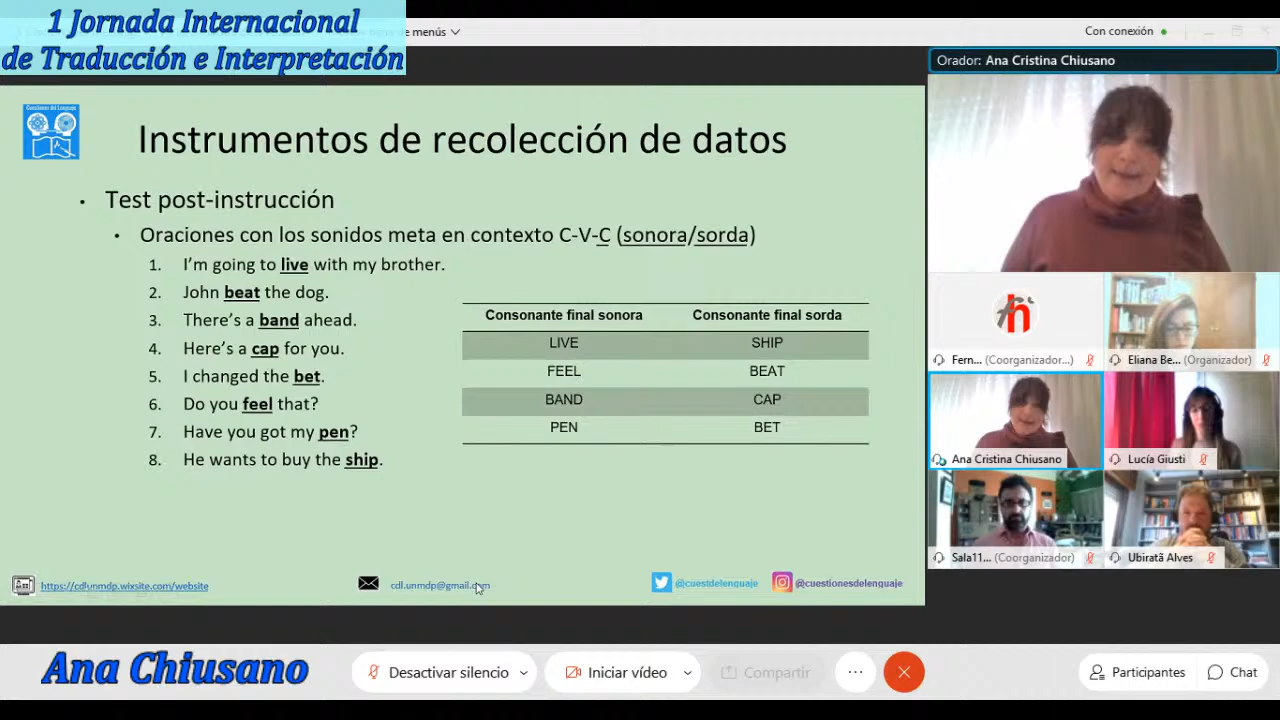 1 Jornada Internacional
de Traducción e Interpretación
de menús
Con conexión
Orador: Ana Cristina Chiusano
Cuestiones del Lenguaje
Instrumentos de recolección de datos
• Test post-instrucción
• Oraciones con los sonidos meta en contexto C-V-C (sonora/sorda)
1. I'm going to live with my brother.
2. John beat the dog.
3. There's a band ahead.
4. Here's a cap for you.
5. I changed the bet.
6. Do you feel that?
7. Have you got my pen?
8. He wants to buy the ship.
Consonante final sonora Consonante final sorda
LIVE SHIP
FEEL BEAT
BAND CAP
PEN BET
https://cdlunmdp.wixsite.com/website
cdl.unmdp@gmail.com
@cuestdelenguaje
@cuestionesdelenguaje
fh
Fern... (Coorganizador...)
Eliana Be... (Organizador)
Ana Cristina Chiusano
Lucía Giusti
Sala11... (Coorganizador)
Ubiratã Alves
Ana Chiusano
Desactivar silencio
Iniciar vídeo
Compartir
...
Participantes
Chat